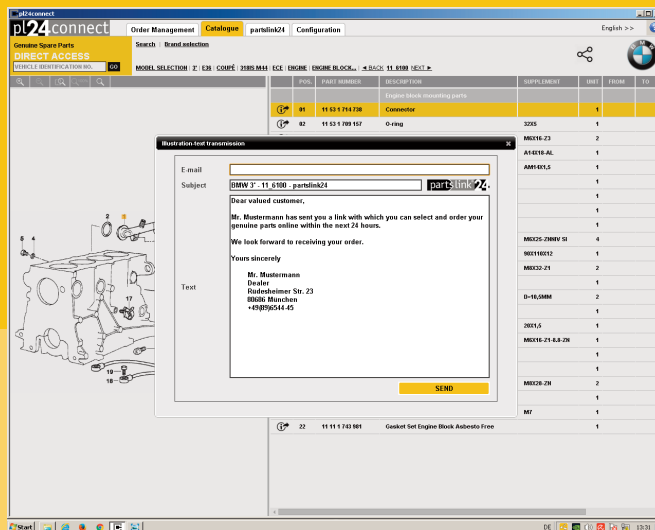 pl24connect
pl24connect
Order Management Catalogue partslink24 Configuration
English >>
Genuine Spare Parts
DIRECT ACCESS
VEHICLE IDENTIFICATION NO. GO
Search | Brand selection
MODEL SELECTION | 3' | E36 | COUPÉ | 318IS M44 | ECE | ENGINE | ENGINE BLOCK... | ◄ BACK 11_6100 NEXT ►
POS. PART NUMBER DESCRIPTION SUPPLEMENT UNIT FROM TO
Engine block mounting parts
01 11 53 1 714 738 Connector 1
02 11 53 1 709 157 O-ring 32X5 1
M6X16-Z3 2
A14X18-AL 1
AM14X1,5 1
1
1
1
1
M6X25-ZNNIV SI 4
90X110X12 1
M8X32-Z1 2
1
D=10,5MM 2
1
20X1,5 1
M6X16-Z1-8.8-ZN 1
1
1
M8X28-ZN 2
1
M7 1
22 11 11 1 743 981 Gasket Set Engine Block Asbesto Free 1
Illustration-text transmission x
E-mail
Subject BMW 3' - 11_6100 - partslink24
partslink 24
Text
Dear valued customer,
Mr. Mustermann has sent you a link with which you can select and order your
genuine parts online within the next 24 hours.
We look forward to receiving your order.
Yours sincerely
Mr. Mustermann
Dealer
Rüdesheimer Str. 23
80686 München
+49(89)6544-45
SEND
2 3
5 4
17
19
18
Start
DE 13:31